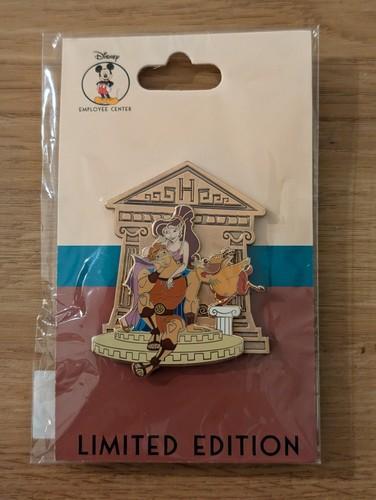 Disney
EMPLOYEE CENTER
H
LIMITED EDITION